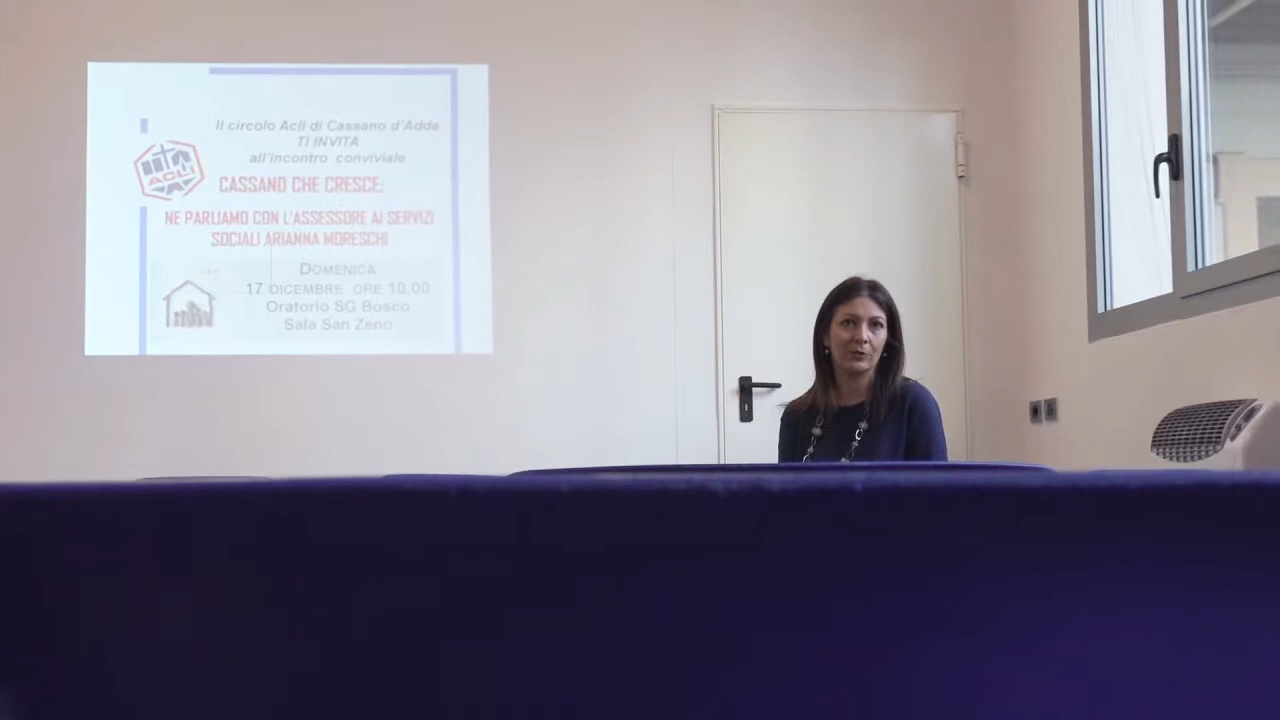 Il circolo Acli di Cassano d'Adda
TI INVITA
all'incontro conviviale
ACLI
CASSANO CHE CRESCE:
NE PARLIAMO CON L'ASSESSORE AI SERVIZI
SOCIALI ARIANNA MORESCHI
DOMENICA
17 DICEMBRE ORE 10,00
Oratorio SG Bosco
Sala San Zeno